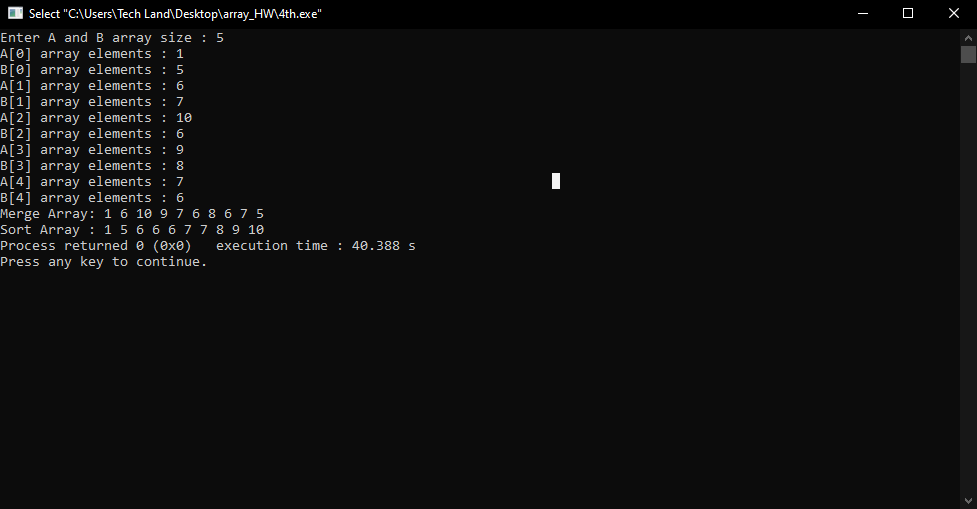 Select "C:\Users\Tech Land\Desktop\array_HW\4th.exe"
Enter A and B array size : 5
A[0] array elements : 1
B[0] array elements : 5
A[1] array elements : 6
B[1] array elements : 7
A[2] array elements : 10
B[2] array elements : 6
A[3] array elements : 9
B[3] array elements : 8
A[4] array elements : 7
B[4] array elements : 6
Merge Array: 1 6 10 9 7 6 8 6 7 5
Sort Array : 1 5 6 6 6 7 7 8 9 10
Process returned 0 (0x0)   execution time : 40.388 s
Press any key to continue.